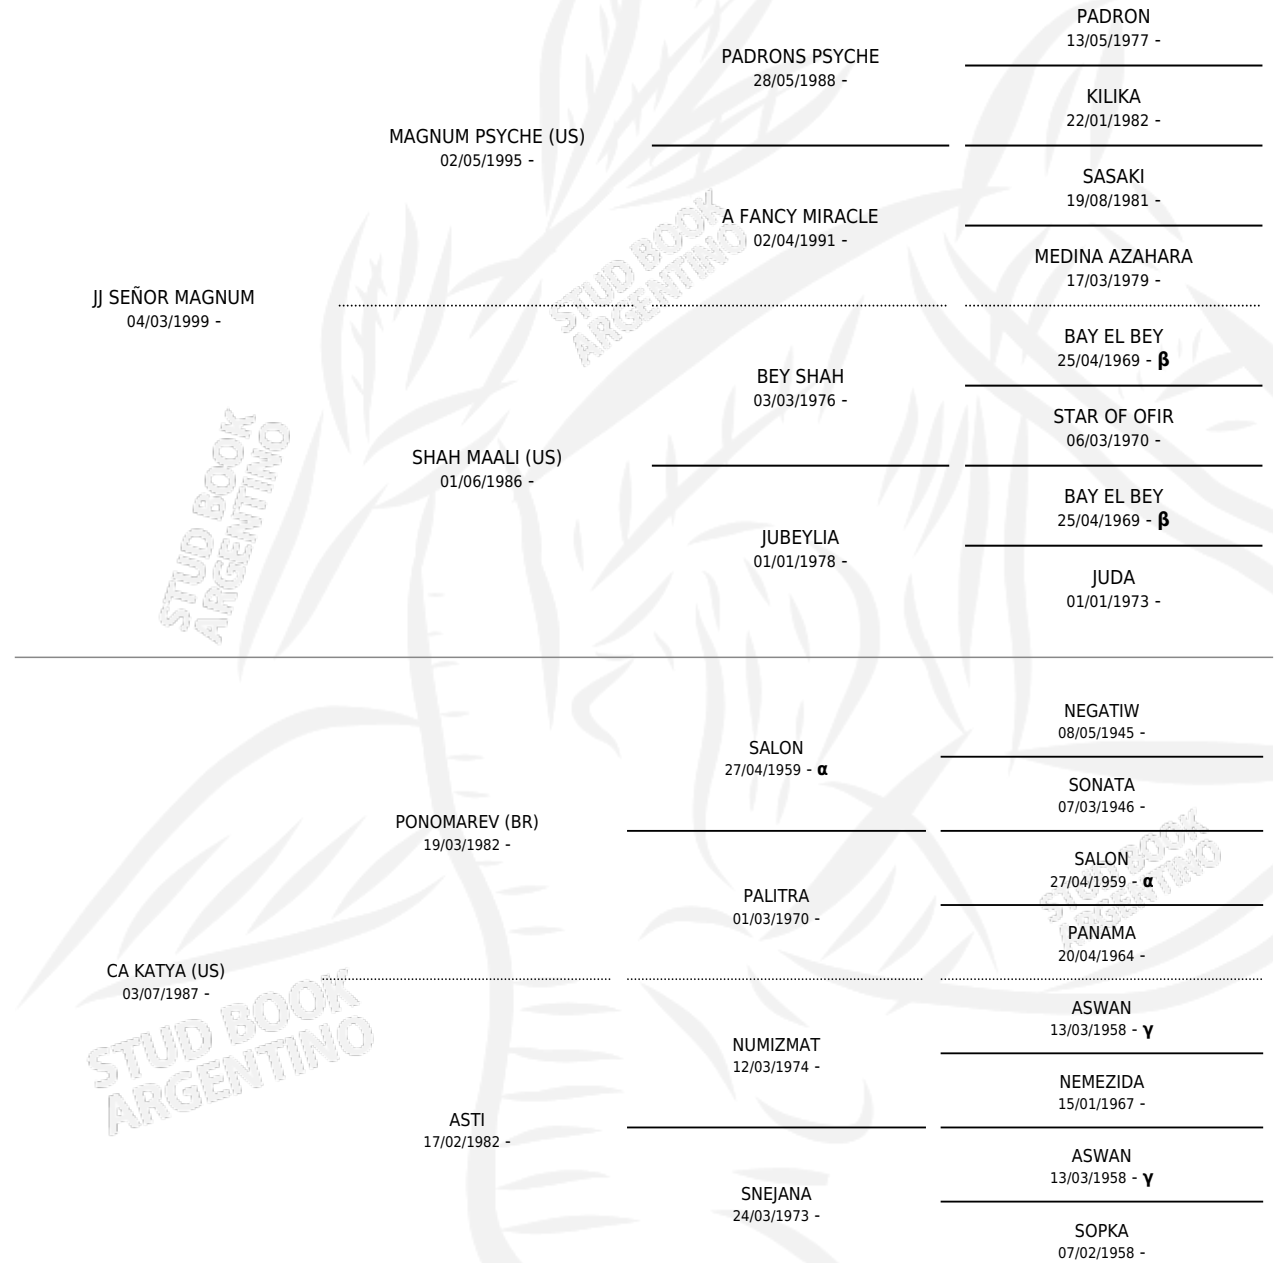 PADRON
13/05/1977 -
PADRONS PSYCHE
28/05/1988 -
KILIKA
22/01/1982 -
MAGNUM PSYCHE (US)
02/05/1995 -
SASAKI
19/08/1981 -
A FANCY MIRACLE
02/04/1991 -
MEDINA AZAHARA
17/03/1979 -
JJ SEÑOR MAGNUM
04/03/1999 -
BAY EL BEY
25/04/1969 - β
BEY SHAH
03/03/1976 -
STAR OF OFIR
06/03/1970 -
SHAH MAALI (US)
01/06/1986 -
BAY EL BEY
25/04/1969 - β
JUBEYLIA
01/01/1978 -
JUDA
01/01/1973 -
NEGATIW
08/05/1945 -
SALON
27/04/1959 - α
SONATA
07/03/1946 -
PONOMAREV (BR)
19/03/1982 -
SALON
27/04/1959 - α
PALITRA
01/03/1970 -
PANAMA
20/04/1964 -
CA KATYA (US)
03/07/1987 -
ASWAN
13/03/1958 - γ
NUMIZMAT
12/03/1974 -
NEMEZIDA
15/01/1967 -
ASTI
17/02/1982 -
ASWAN
13/03/1958 - γ
SNEJANA
24/03/1973 -
SOPKA
07/02/1958 -
STUD BOOK
ARGENTINO
STUD BOOK
ARGENTINO
STUD BOOK
ARGENTINO
STUD BOOK
ARGENTINO